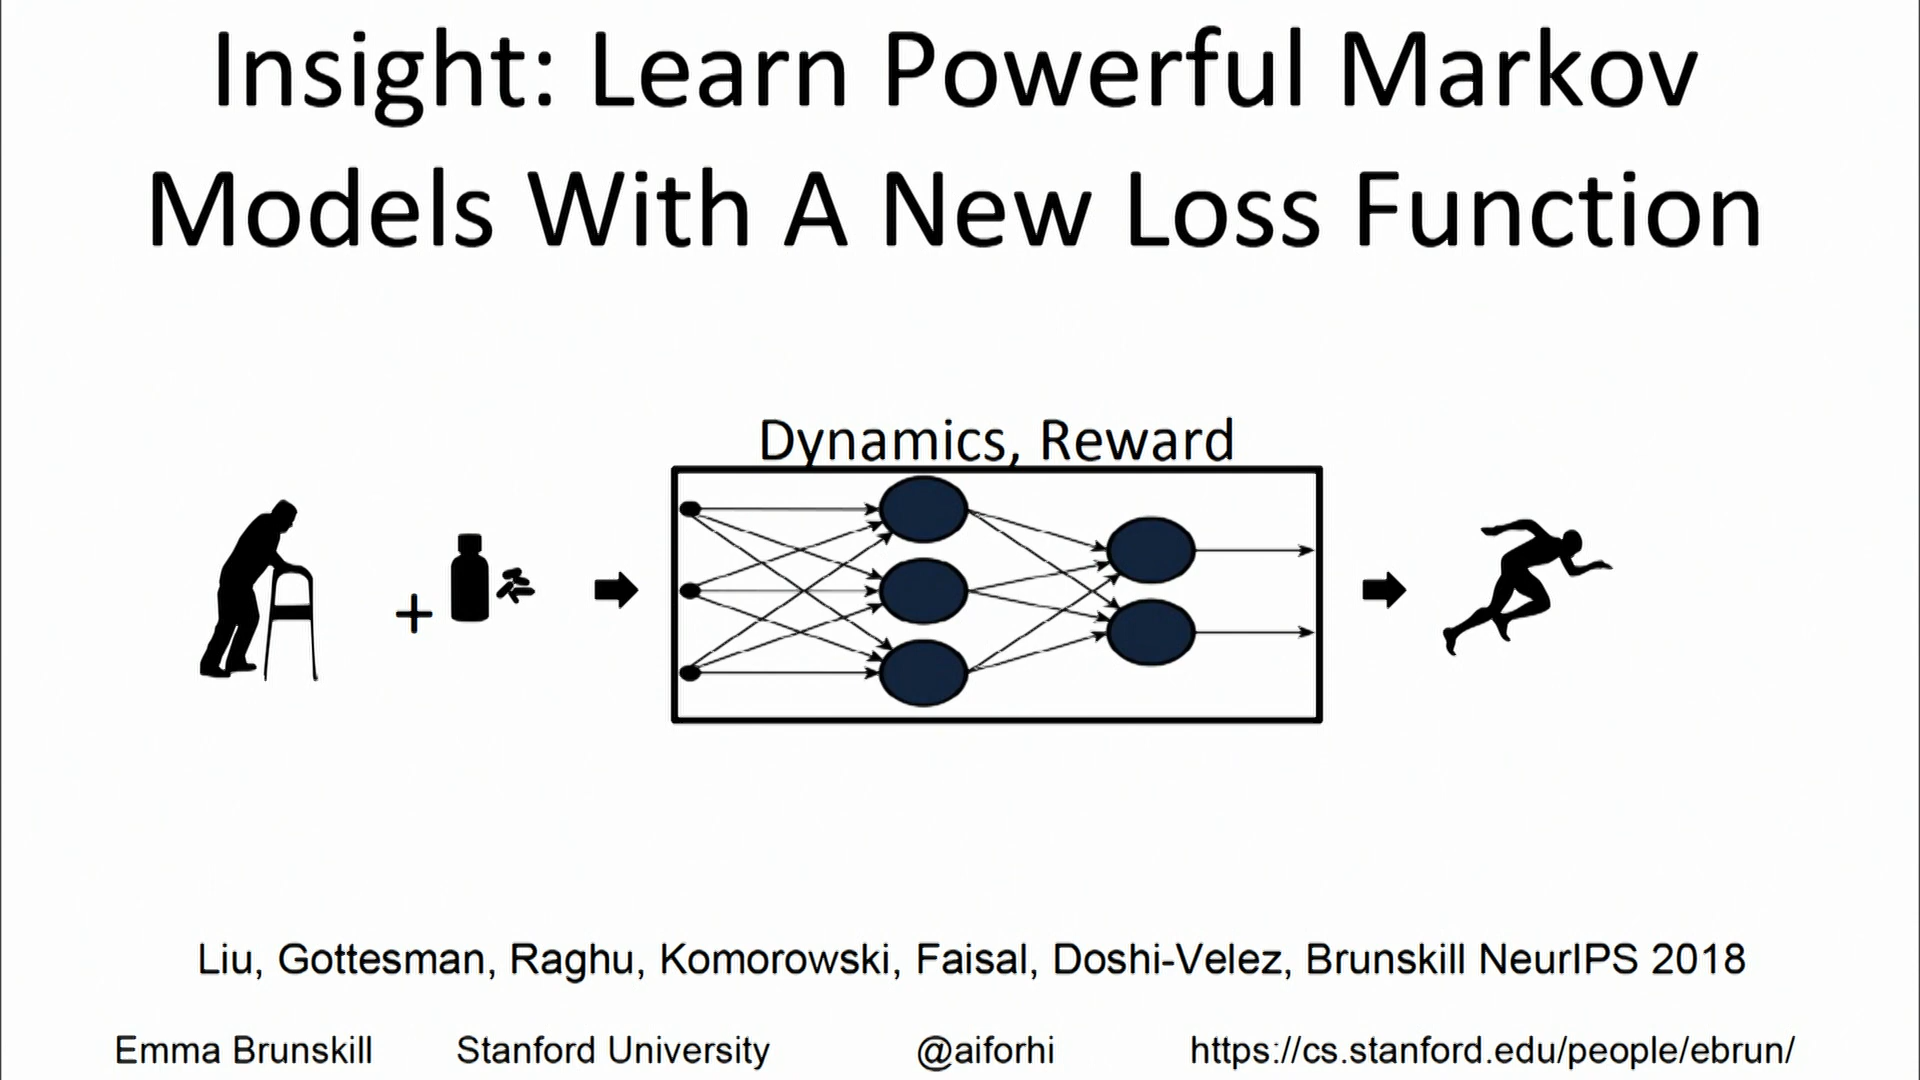 Insight: Learn Powerful Markov
Models With A New Loss Function
Dynamics, Reward
+
Liu, Gottesman, Raghu, Komorowski, Faisal, Doshi-Velez, Brunskill NeurIPS 2018
Emma Brunskill Stanford University @aiforhi https://cs.stanford.edu/people/ebrun/